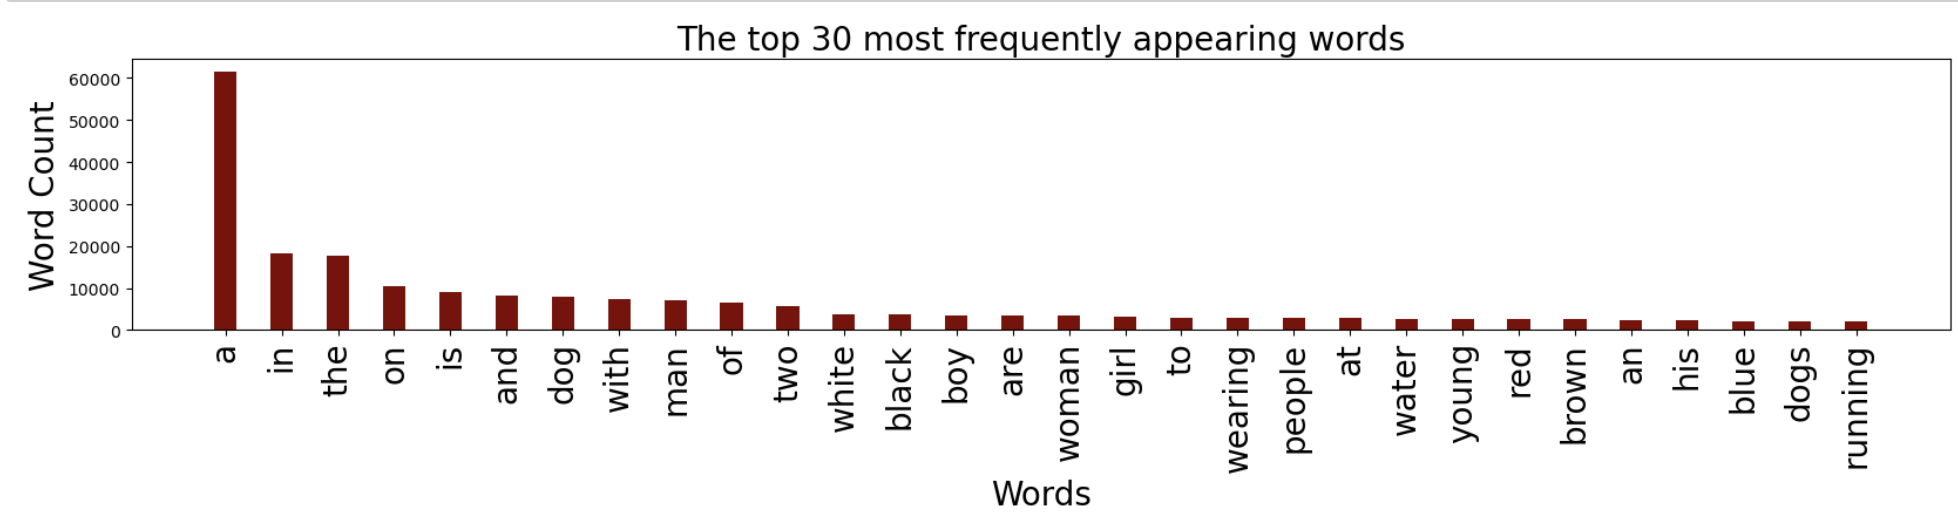 The top 30 most frequently appearing words
Word Count
60000
50000
40000
30000
20000
10000
0
a
in
the
on
is
and
dog
with
man
of
two
white
black
boy
are
woman
girl
to
wearing
people
at
water
young
red
brown
an
his
blue
dogs
running
Words